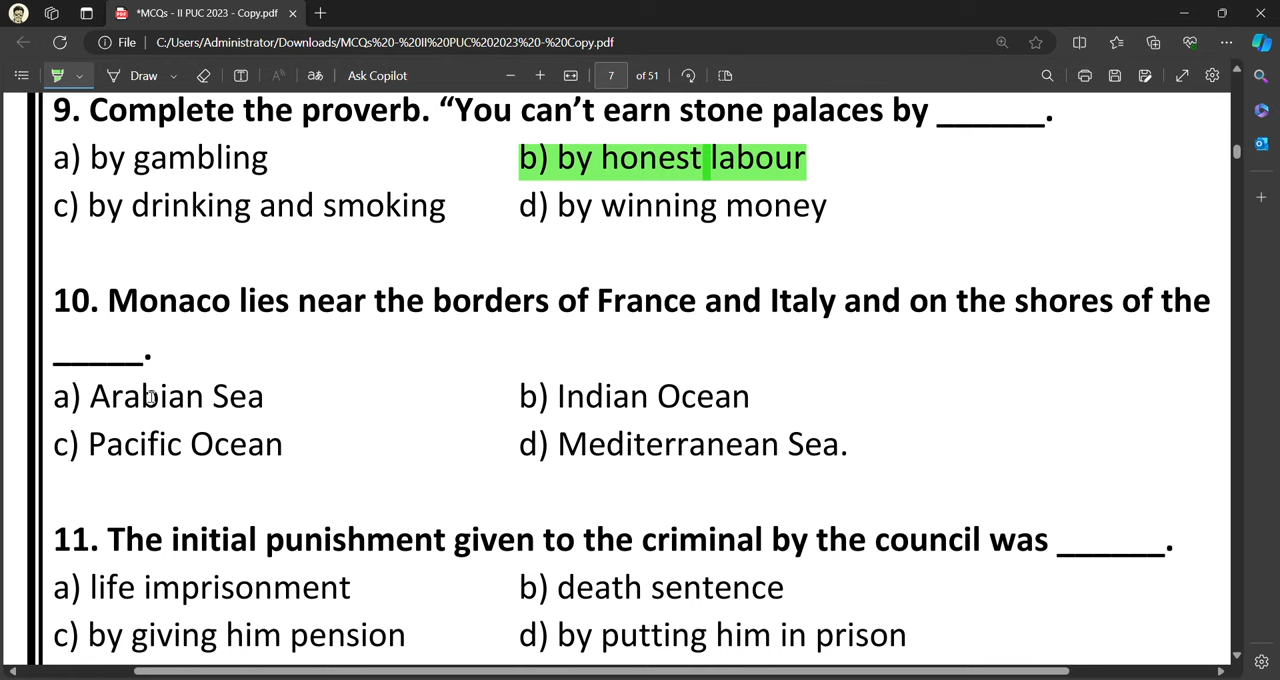 *MCQs - II PUC 2023 - Copy.pdf
File C:/Users/Administrator/Downloads/MCQs%20-%20II%20PUC%202023%20-%20Copy.pdf
Draw Ask Copilot 7 of 51
9. Complete the proverb. “You can’t earn stone palaces by ______.
a) by gambling b) by honest labour
c) by drinking and smoking d) by winning money
10. Monaco lies near the borders of France and Italy and on the shores of the
_____.
a) Arabian Sea b) Indian Ocean
c) Pacific Ocean d) Mediterranean Sea.
11. The initial punishment given to the criminal by the council was ______.
a) life imprisonment b) death sentence
c) by giving him pension d) by putting him in prison